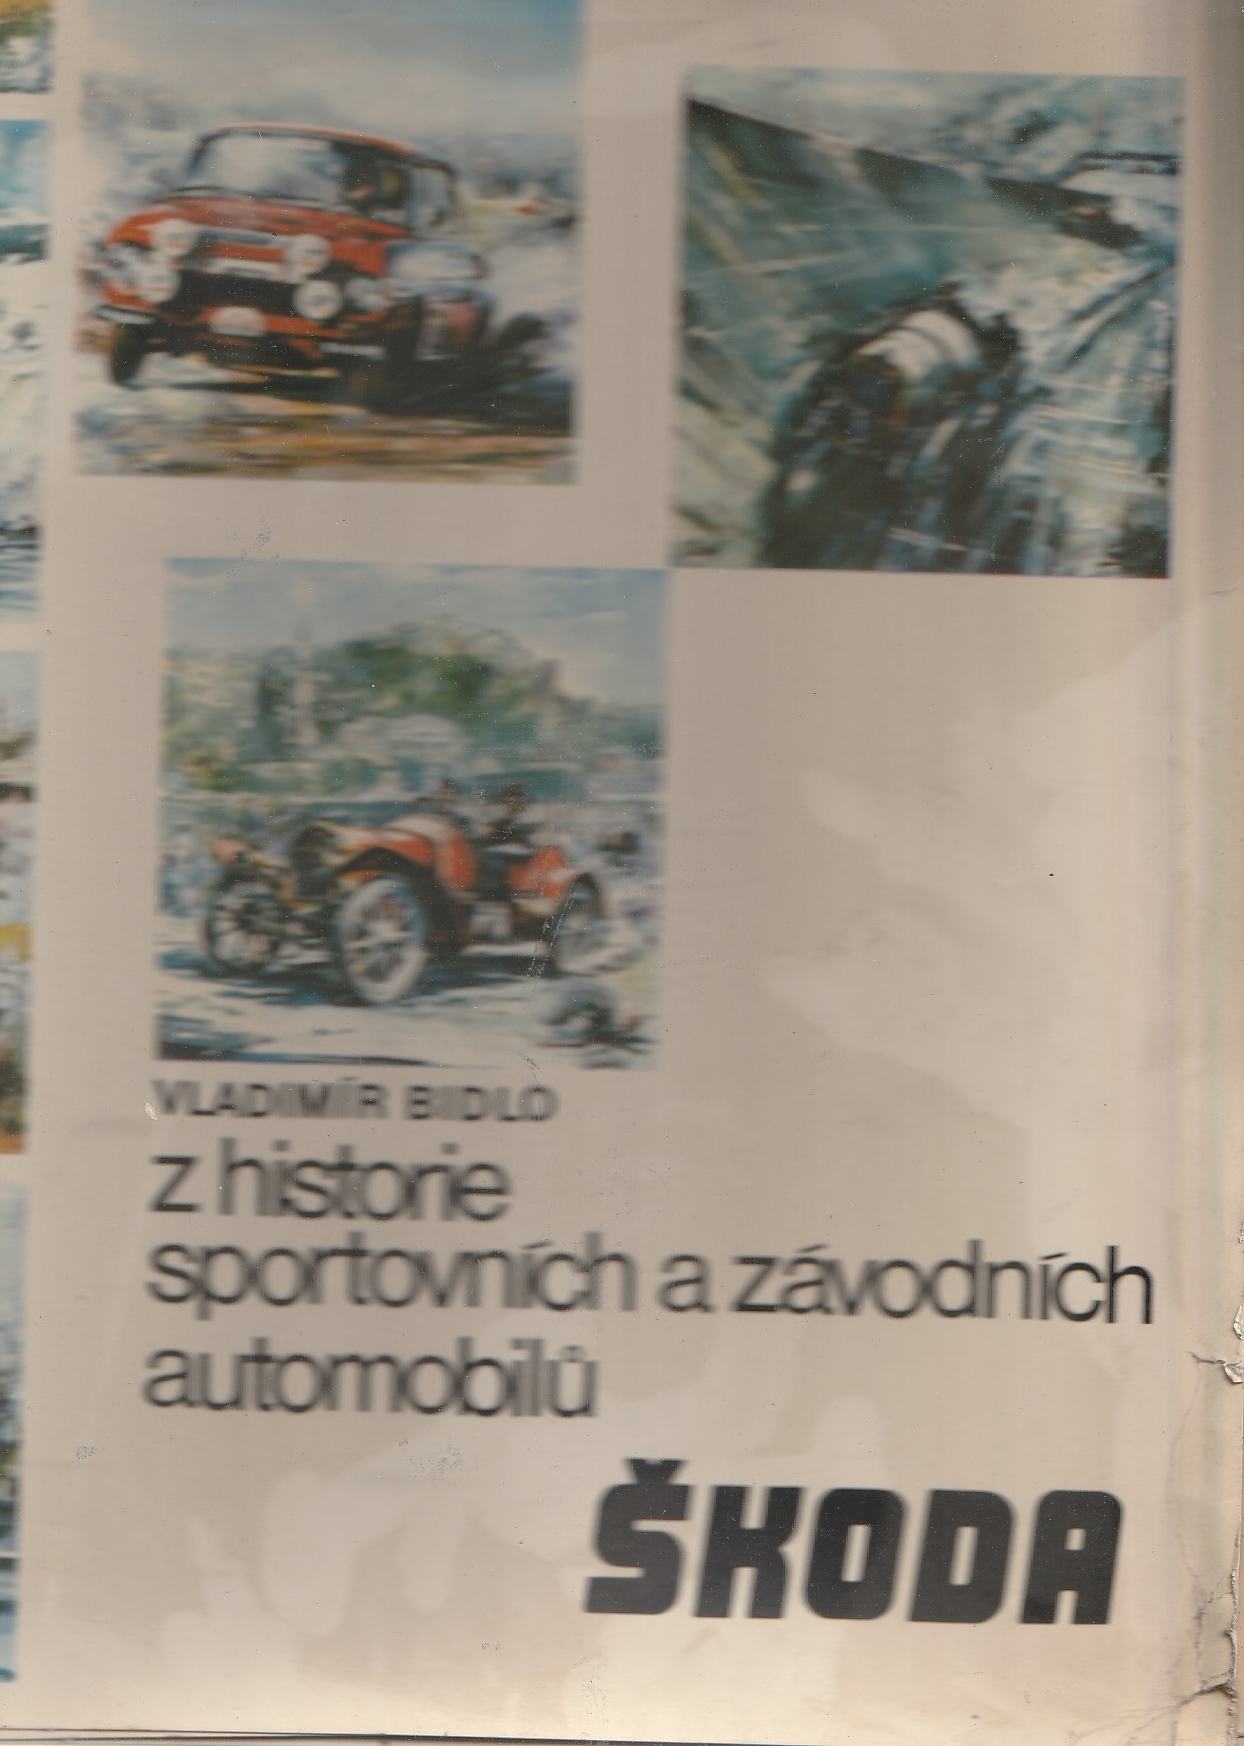 VLADIMÍR BIDLO
z historie
sportovních a závodních
automobilů
ŠKODA